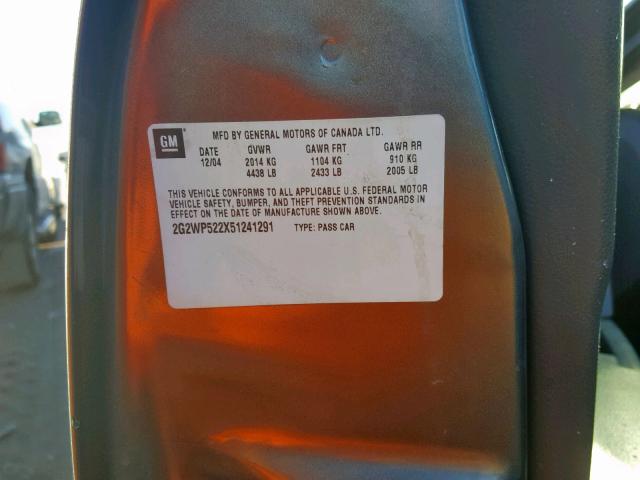 GM
MFD BY GENERAL MOTORS OF CANADA LTD.
DATE GVWR GAWR FRT GAWR RR
12/04 2014 KG 1104 KG 910 KG
4438 LB 2433 LB 2005 LB
THIS VEHICLE CONFORMS TO ALL APPLICABLE U.S. FEDERAL MOTOR
VEHICLE SAFETY, BUMPER, AND THEFT PREVENTION STANDARDS IN
EFFECT ON THE DATE OF MANUFACTURE SHOWN ABOVE.
2G2WP522X51241291 TYPE: PASS CAR